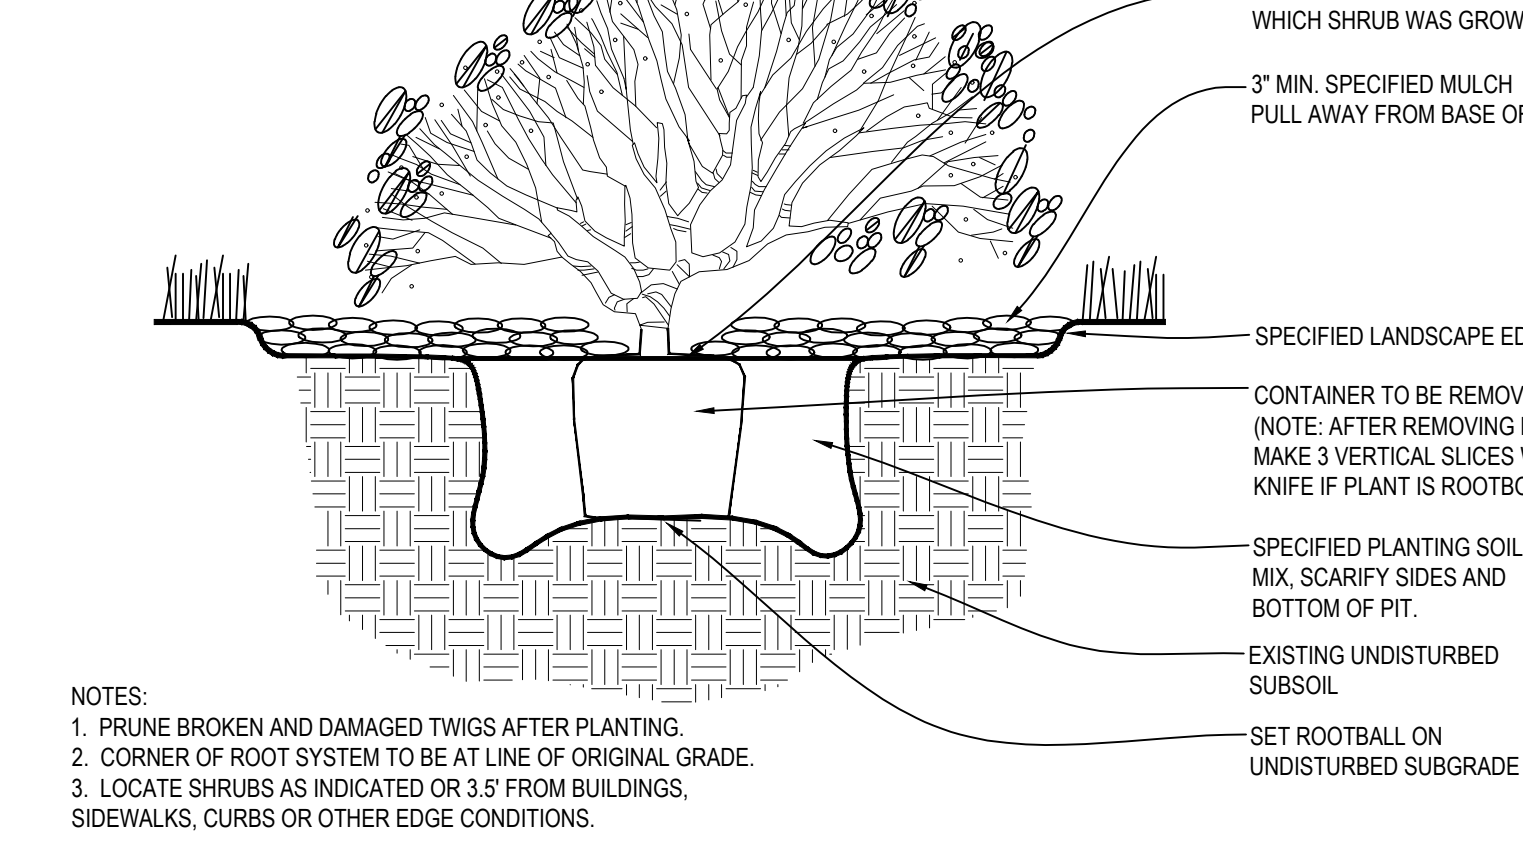 WHICH SHRUB WAS GROW
3" MIN. SPECIFIED MULCH
PULL AWAY FROM BASE OF
SPECIFIED LANDSCAPE ED
CONTAINER TO BE REMOV
(NOTE: AFTER REMOVING
MAKE 3 VERTICAL SLICES
KNIFE IF PLANT IS ROOTBO
SPECIFIED PLANTING SOIL
MIX, SCARIFY SIDES AND
BOTTOM OF PIT.
EXISTING UNDISTURBED
SUBSOIL
SET ROOTBALL ON
UNDISTURBED SUBGRADE
NOTES:
1. PRUNE BROKEN AND DAMAGED TWIGS AFTER PLANTING.
2. CORNER OF ROOT SYSTEM TO BE AT LINE OF ORIGINAL GRADE.
3. LOCATE SHRUBS AS INDICATED OR 3.5' FROM BUILDINGS,
SIDEWALKS, CURBS OR OTHER EDGE CONDITIONS.